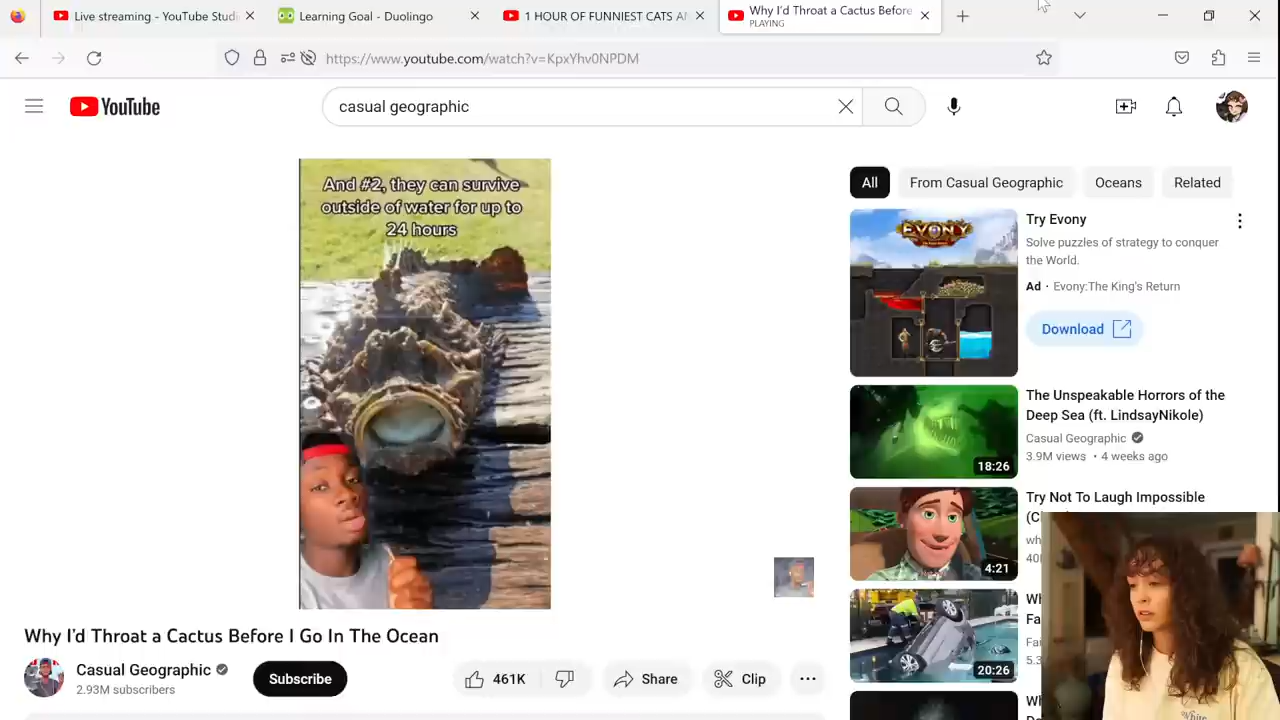 Live streaming - YouTube Studi
Learning Goal - Duolingo
1 HOUR OF FUNNIEST CATS A
Why I'd Throat a Cactus Before
PLAYING
https://www.youtube.com/watch?v=KpxYhv0NPDM
YouTube
casual geographic
And #2, they can survive
outside of water for up to
24 hours
All
From Casual Geographic
Oceans
Related
EVONY
Try Evony
Solve puzzles of strategy to conquer
the World.
Ad · Evony:The King's Return
Download
The Unspeakable Horrors of the
Deep Sea (ft. LindsayNikole)
Casual Geographic
3.9M views • 4 weeks ago
18:26
Try Not To Laugh Impossible
4:21
20:26
Why I'd Throat a Cactus Before I Go In The Ocean
Casual Geographic
2.93M subscribers
Subscribe
461K
Share
Clip